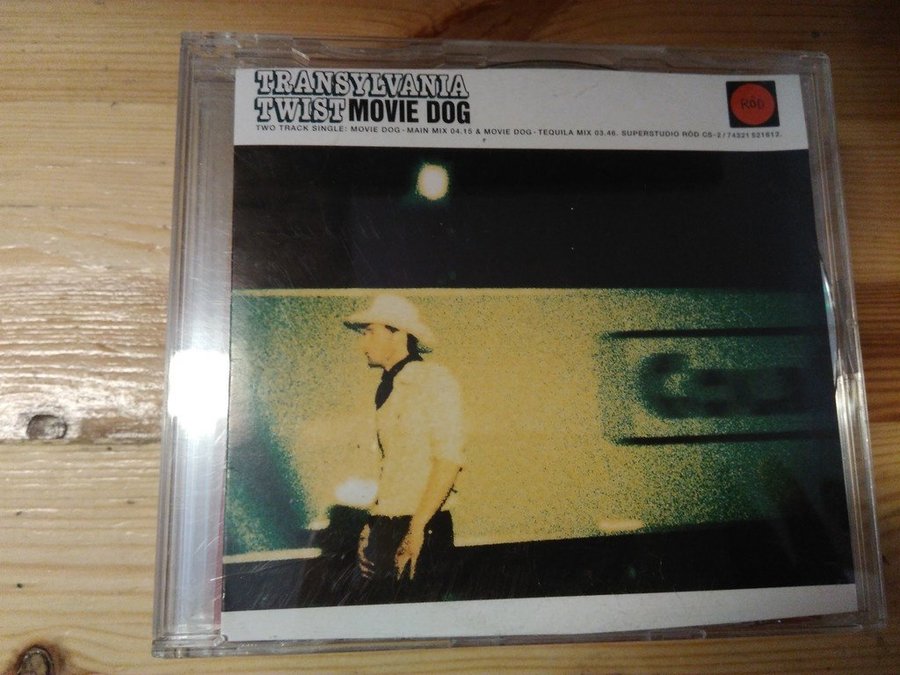 TRANSYLVANIA
TWIST MOVIE DOG
TWO TRACK SINGLE: MOVIE DOG - MAIN MIX 04.15 & MOVIE DOG - TEQUILA MIX 03.46. SUPERSTUDIO RÖD CS-2 / 74321 521812.
RÖD